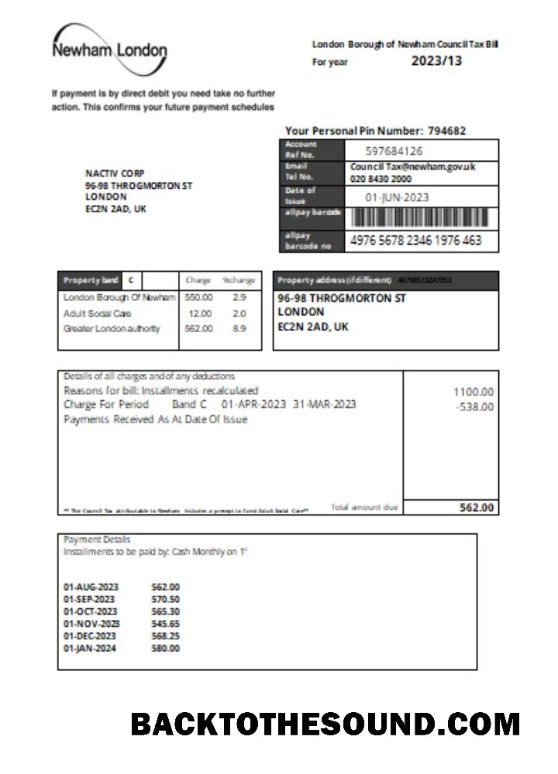 Newham London
London Borough of Newham Council Tax Bill
For year 2023/13
If payment is by direct debit you need take no further
action. This confirms your future payment schedules
Your Personal Pin Number: 794682
Account
Ref No. 597684126
NACTIV CORP
96-98 THROGMORTON ST
LONDON
EC2N 2AD, UK
Email Council Tax@newham.gov.uk
Tel No. 020 8430 2000
Date of
Issue 01-JUN-2023
allpay barcode
allpay
barcode no 4976 5678 2346 1976 463
Property band C Charge %change
London Borough Of Newham 550.00 2.9
Adult Social Care 12.00 2.0
Greater London authority 562.00 8.9
Property address (if different)
96-98 THROGMORTON ST
LONDON
EC2N 2AD, UK
Details of all charges and of any deductions
Reasons for bill: Installments recalculated 1100.00
Charge For Period Band C 01-APR-2023 31-MAR-2023 -538.00
Payments Received As At Date Of Issue
** The Council Tax attributable to Newham includes a precept to fund Adult Social Care** Total amount due 562.00
Payment Details
Installments to be paid by: Cash Monthly on 1"
01-AUG-2023 562.00
01-SEP-2023 570.50
01-OCT-2023 565.30
01-NOV-2023 545.65
01-DEC-2023 568.25
01-JAN-2024 580.00
BACKTOTHESOUND.COM